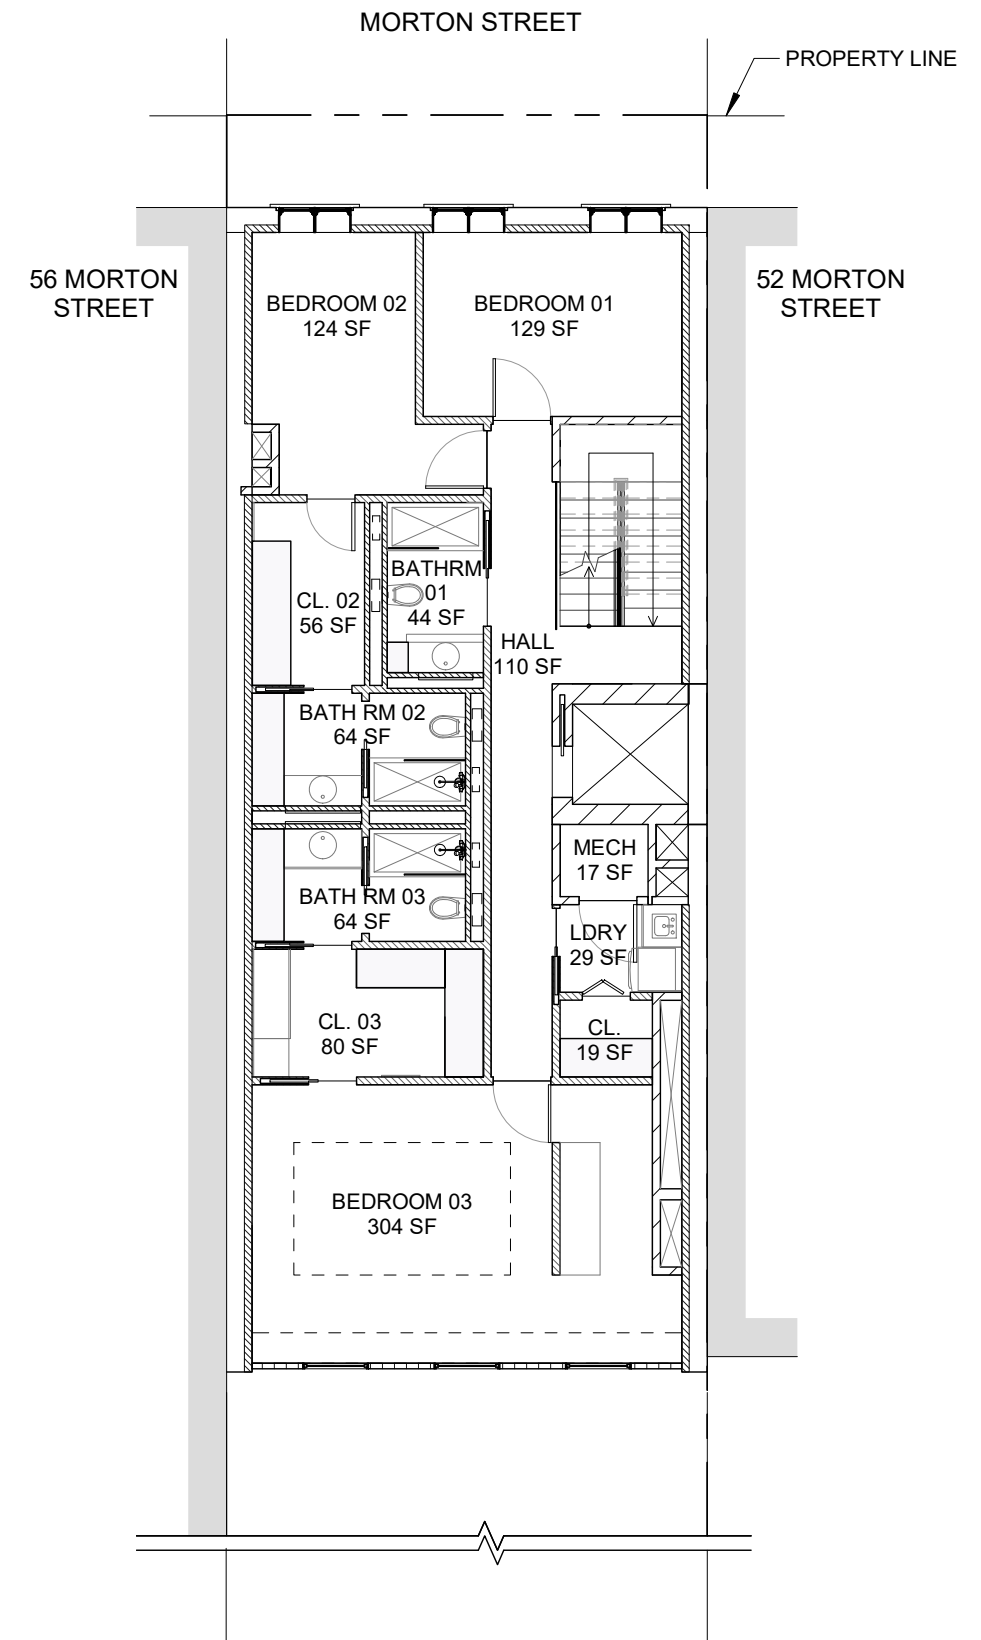 MORTON STREET
PROPERTY LINE
56 MORTON
STREET
52 MORTON
STREET
BEDROOM 02
124 SF
BEDROOM 01
129 SF
BATHRM
01
44 SF
CL. 02
56 SF
HALL
110 SF
BATH RM 02
64 SF
MECH
17 SF
BATH RM 03
64 SF
LDRY
29 SF
CL. 03
80 SF
CL.
19 SF
BEDROOM 03
304 SF